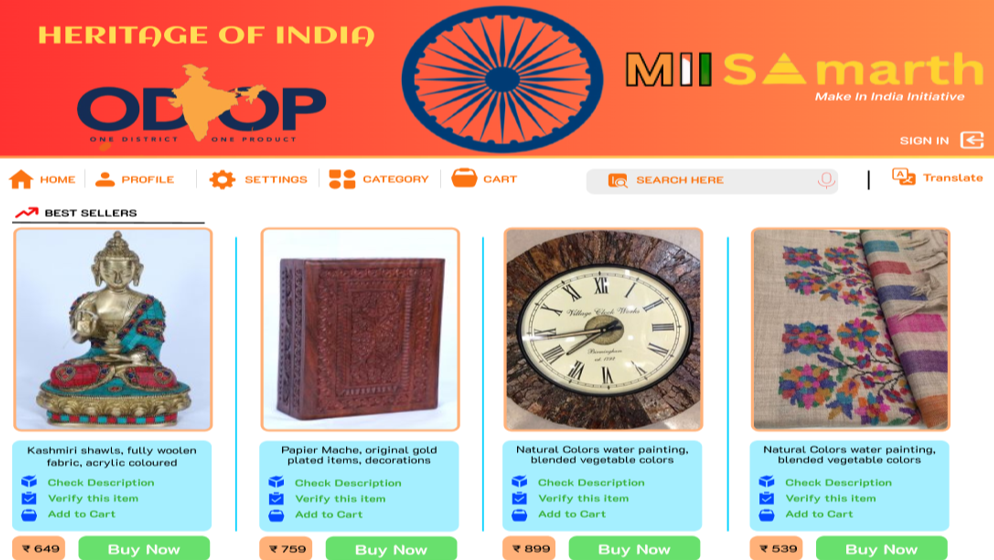 HERITAGE OF INDIA
ODOP
ONE DISTRICT ONE PRODUCT
MII Samarth
Make In India Initiative
SIGN IN
HOME
PROFILE
SETTINGS
CATEGORY
CART
SEARCH HERE
Translate
BEST SELLERS
XII
Village Clock Works
Birmingham
Kashmiri shawls, fully woolen
fabric, acrylic coloured
Check Description
Verify this item
Add to Cart
₹ 649
Buy Now
Papier Mache, original gold
plated items, decorations
Check Description
Verify this item
Add to Cart
₹ 759
Buy Now
Natural Colors water painting,
blended vegetable colors
Check Description
Verify this item
Add to Cart
₹ 899
Buy Now
Natural Colors water painting,
blended vegetable colors
Check Description
Verify this item
Add to Cart
₹ 539
Buy Now